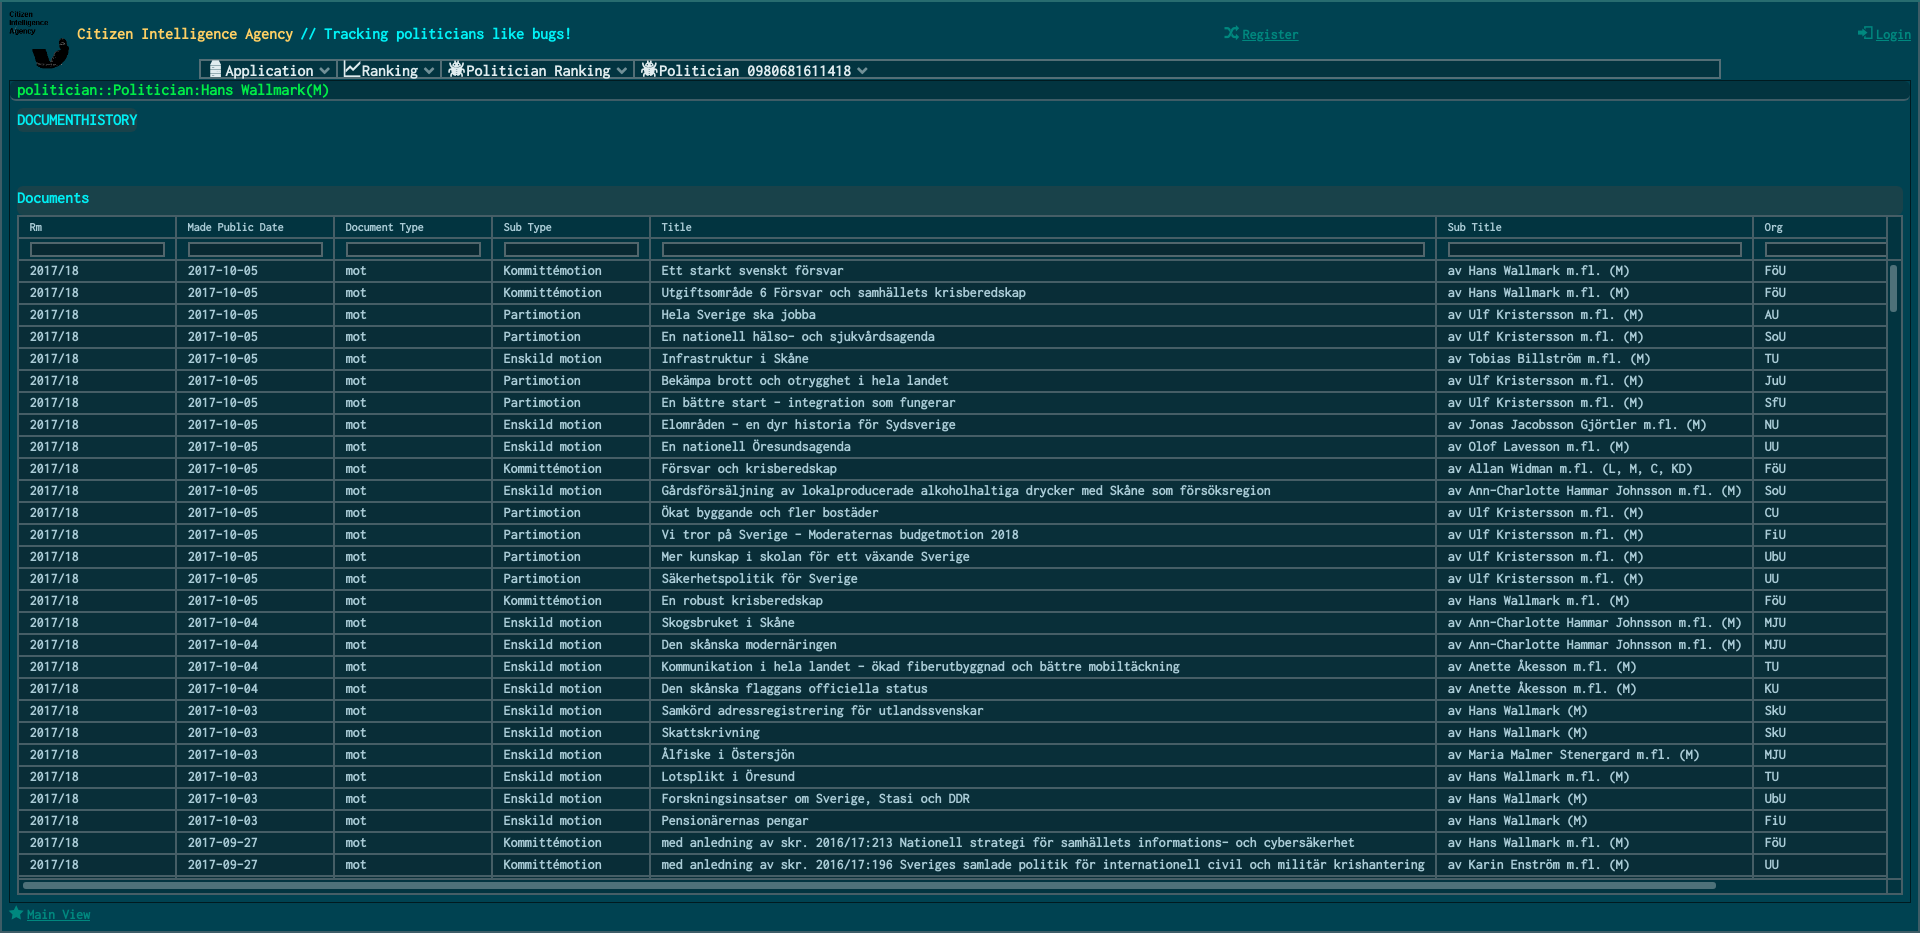 Citizen
Intelligence
Agency
Citizen Intelligence Agency // Tracking politicians like bugs!
Register
Login
Application Ranking Politician Ranking Politician 0980681611418
politician::Politician:Hans Wallmark(M)
DOCUMENTHISTORY
Documents
Rm Made Public Date Document Type Sub Type Title Sub Title Org
2017/18 2017-10-05 mot Kommittémotion Ett starkt svenskt försvar av Hans Wallmark m.fl. (M) FöU
2017/18 2017-10-05 mot Kommittémotion Utgiftsområde 6 Försvar och samhällets krisberedskap av Hans Wallmark m.fl. (M) FöU
2017/18 2017-10-05 mot Partimotion Hela Sverige ska jobba av Ulf Kristersson m.fl. (M) AU
2017/18 2017-10-05 mot Partimotion En nationell hälso- och sjukvårdsagenda av Ulf Kristersson m.fl. (M) SoU
2017/18 2017-10-05 mot Enskild motion Infrastruktur i Skåne av Tobias Billström m.fl. (M) TU
2017/18 2017-10-05 mot Partimotion Bekämpa brott och otrygghet i hela landet av Ulf Kristersson m.fl. (M) JuU
2017/18 2017-10-05 mot Partimotion En bättre start - integration som fungerar av Ulf Kristersson m.fl. (M) SfU
2017/18 2017-10-05 mot Enskild motion Elområden - en dyr historia för Sydsverige av Jonas Jacobsson Gjörtler m.fl. (M) NU
2017/18 2017-10-05 mot Enskild motion En nationell Öresundsagenda av Olof Lavesson m.fl. (M) UU
2017/18 2017-10-05 mot Kommittémotion Försvar och krisberedskap av Allan Widman m.fl. (L, M, C, KD) FöU
2017/18 2017-10-05 mot Enskild motion Gårdsförsäljning av lokalproducerade alkoholhaltiga drycker med Skåne som försöksregion av Ann-Charlotte Hammar Johnsson m.fl. (M) SoU
2017/18 2017-10-05 mot Partimotion Ökat byggande och fler bostäder av Ulf Kristersson m.fl. (M) CU
2017/18 2017-10-05 mot Partimotion Vi tror på Sverige - Moderaternas budgetmotion 2018 av Ulf Kristersson m.fl. (M) FiU
2017/18 2017-10-05 mot Partimotion Mer kunskap i skolan för ett växande Sverige av Ulf Kristersson m.fl. (M) UbU
2017/18 2017-10-05 mot Partimotion Säkerhetspolitik för Sverige av Ulf Kristersson m.fl. (M) UU
2017/18 2017-10-05 mot Kommittémotion En robust krisberedskap av Hans Wallmark m.fl. (M) FöU
2017/18 2017-10-04 mot Enskild motion Skogsbruket i Skåne av Ann-Charlotte Hammar Johnsson m.fl. (M) MJU
2017/18 2017-10-04 mot Enskild motion Den skånska modernäringen av Ann-Charlotte Hammar Johnsson m.fl. (M) MJU
2017/18 2017-10-04 mot Enskild motion Kommunikation i hela landet - ökad fiberutbyggnad och bättre mobiltäckning av Anette Åkesson m.fl. (M) TU
2017/18 2017-10-04 mot Enskild motion Den skånska flaggans officiella status av Anette Åkesson m.fl. (M) KU
2017/18 2017-10-03 mot Enskild motion Samkörd adressregistrering för utlandssvenskar av Hans Wallmark (M) SkU
2017/18 2017-10-03 mot Enskild motion Skattskrivning av Hans Wallmark (M) SkU
2017/18 2017-10-03 mot Enskild motion Ålfiske i Östersjön av Maria Malmer Stenergard m.fl. (M) MJU
2017/18 2017-10-03 mot Enskild motion Lotsplikt i Öresund av Hans Wallmark m.fl. (M) TU
2017/18 2017-10-03 mot Enskild motion Forskningsinsatser om Sverige, Stasi och DDR av Hans Wallmark (M) UbU
2017/18 2017-10-03 mot Enskild motion Pensionärernas pengar av Hans Wallmark (M) FiU
2017/18 2017-09-27 mot Kommittémotion med anledning av skr. 2016/17:213 Nationell strategi för samhällets informations- och cybersäkerhet av Hans Wallmark m.fl. (M) FöU
2017/18 2017-09-27 mot Kommittémotion med anledning av skr. 2016/17:196 Sveriges samlade politik för internationell civil och militär krishantering av Karin Enström m.fl. (M) UU
Main View